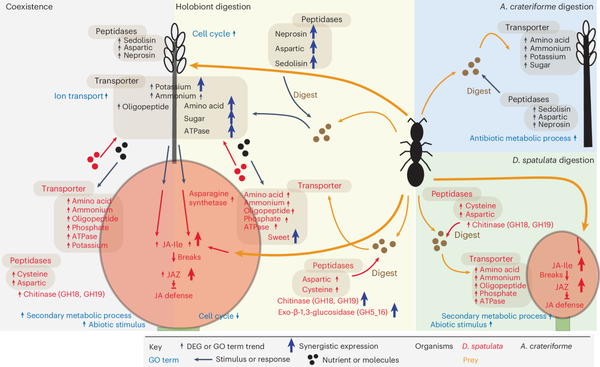 Coexistence
Peptidases
Sedolisin
Aspartic
Neprosin
Transporter
Ion transport
Potassium
Ammonium
Oligopeptide
Amino acid
Sugar
ATPase
Transporter
Amino acid
Ammonium
Oligopeptide
Phosphate
ATPase
Potassium
Peptidases
Cysteine
Aspartic
Chitinase (GH18, GH19)
Secondary metabolic process
Abiotic stimulus
Holobiont digestion
Cell cycle
Peptidases
Neprosin
Aspartic
Sedolisin
Digest
Asparagine
synthetase
Amino acid
Ammonium
Oligopeptide
Phosphate
ATPase
Sweet
Transporter
JA-Ile
Breaks
JAZ
JA defense
Cell cycle
Digest
Peptidases
Aspartic
Cysteine
Chitinase (GH18, GH19)
Exo-β-1,3-glucosidase (GH5_16)
A. crateriforme digestion
Transporter
Amino acid
Ammonium
Potassium
Sugar
Digest
Peptidases
Sedolisin
Aspartic
Neprosin
Antibiotic metabolic process
D. spatulata digestion
Peptidases
Cysteine
Aspartic
Chitinase (GH18, GH19)
Digest
Transporter
Amino acid
Ammonium
Oligopeptide
Phosphate
ATPase
JA-Ile
Breaks
JAZ
JA defense
Secondary metabolic process
Abiotic stimulus
Key DEG or GO term trend Synergistic expression Organisms D. spatulata A. crateriforme
GO term Stimulus or response Nutrient or molecules Prey